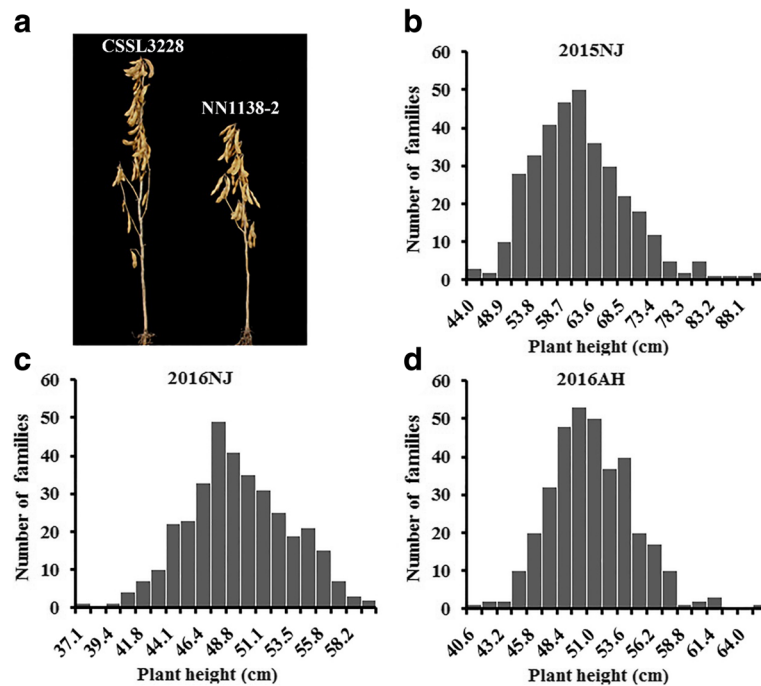 a
CSSL3228
NN1138-2
b
2015NJ
Number of families
60
50
40
30
20
10
0
44.0 48.9 53.8 58.7 63.6 68.5 73.4 78.3 83.2 88.1
Plant height (cm)
c
2016NJ
Number of families
60
50
40
30
20
10
0
37.1 39.4 41.8 44.1 46.4 48.8 51.1 53.5 55.8 58.2
Plant height (cm)
d
2016AH
Number of families
60
50
40
30
20
10
0
40.6 43.2 45.8 48.4 51.0 53.6 56.2 58.8 61.4 64.0
Plant height (cm)